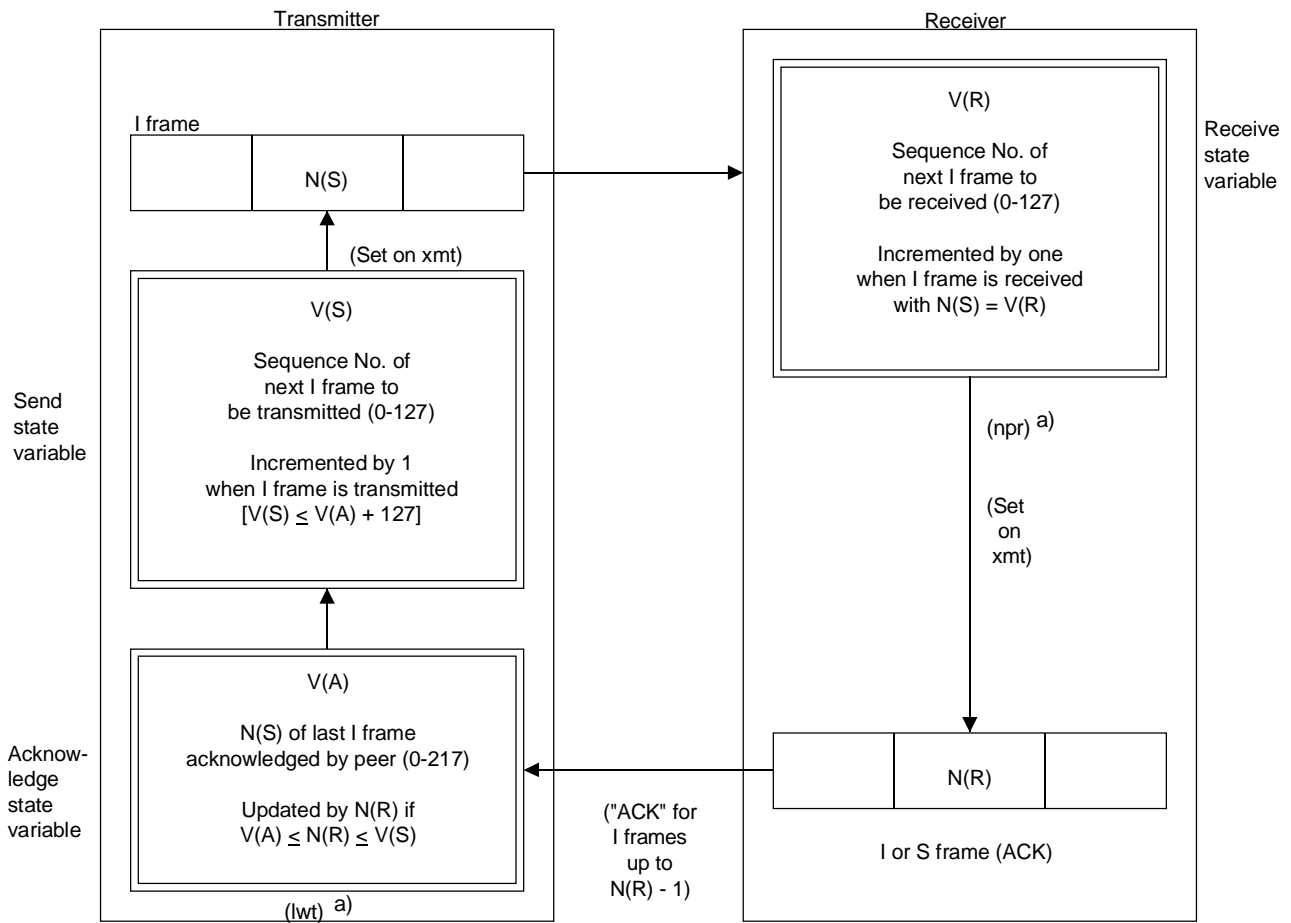 Transmitter
I frame
N(S)
(Set on xmt)
V(S)
Sequence No. of
next I frame to
be transmitted (0-127)
Incremented by 1
when I frame is transmitted
[V(S) ≤ V(A) + 127]
Send
state
variable
V(A)
N(S) of last I frame
acknowledged by peer (0-217)
Updated by N(R) if
V(A) ≤ N(R) ≤ V(S)
Acknow-
ledge
state
variable
(lwt) a)
Receiver
V(R)
Sequence No. of
next I frame to
be received (0-127)
Incremented by one
when I frame is received
with N(S) = V(R)
Receive
state
variable
(npr) a)
(Set
on
xmt)
N(R)
I or S frame (ACK)
("ACK" for
I frames
up to
N(R) - 1)